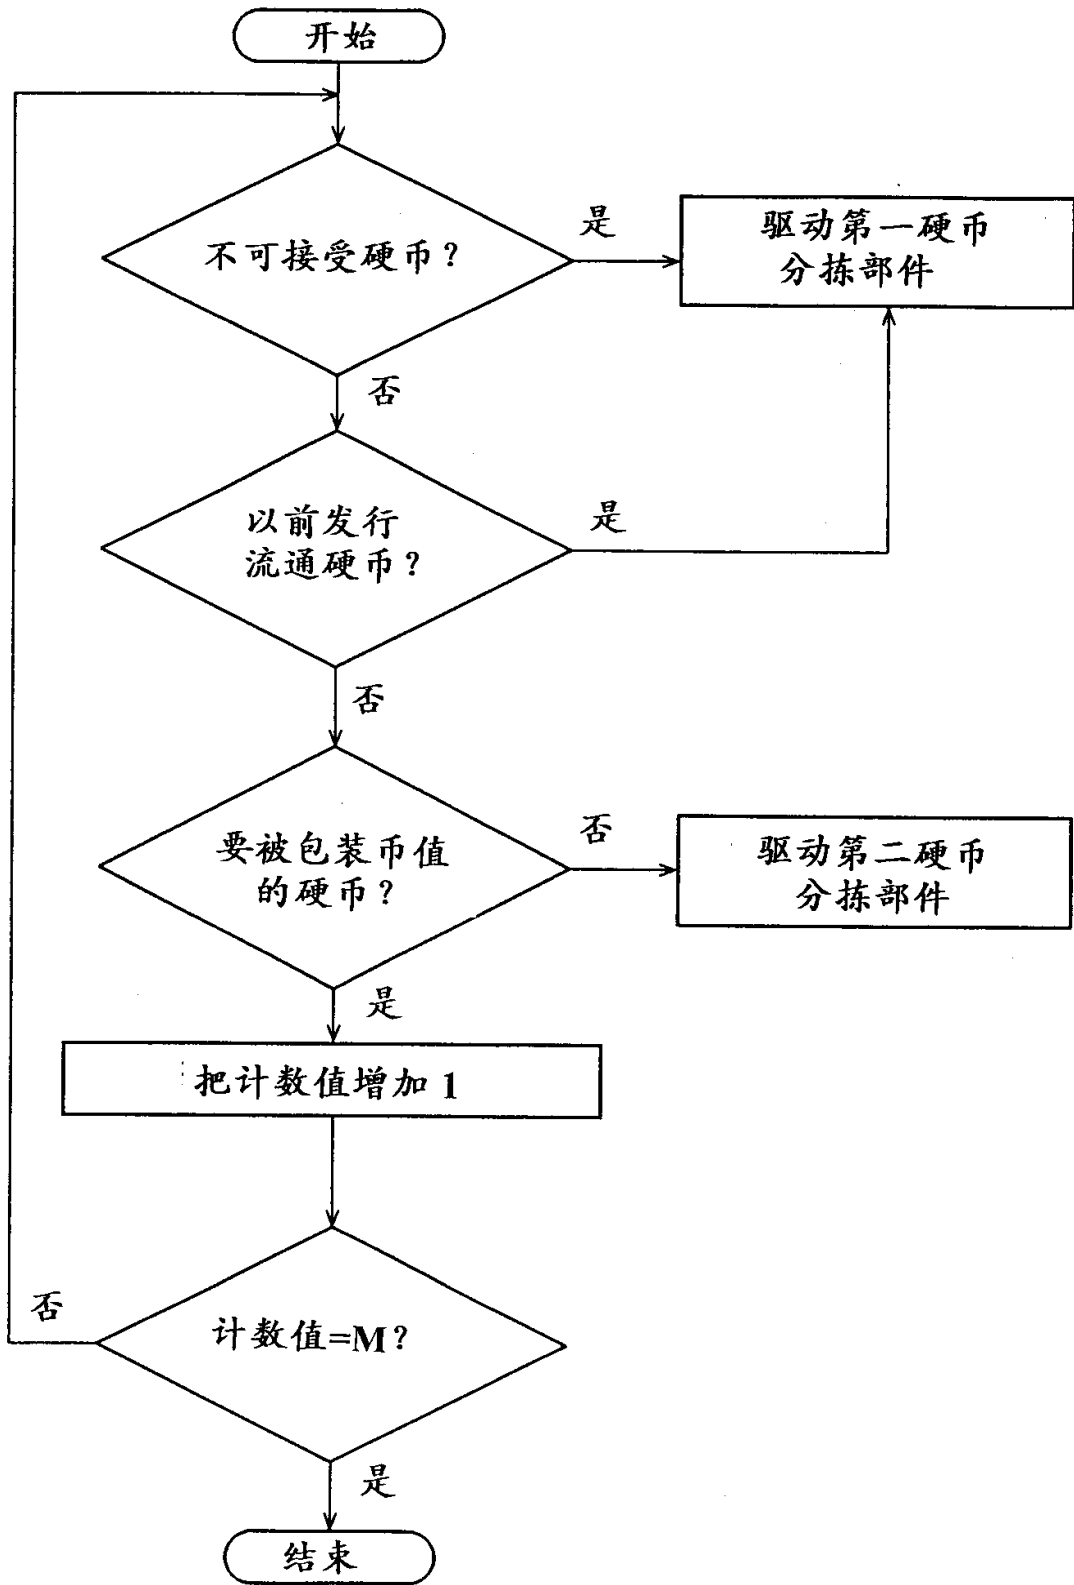 开始
不可接受硬币？
是
驱动第一硬币
分拣部件
否
以前发行
流通硬币？
是
否
要被包装币值
的硬币？
否
驱动第二硬币
分拣部件
是
把计数值增加 1
计数值=M？
否
是
结束